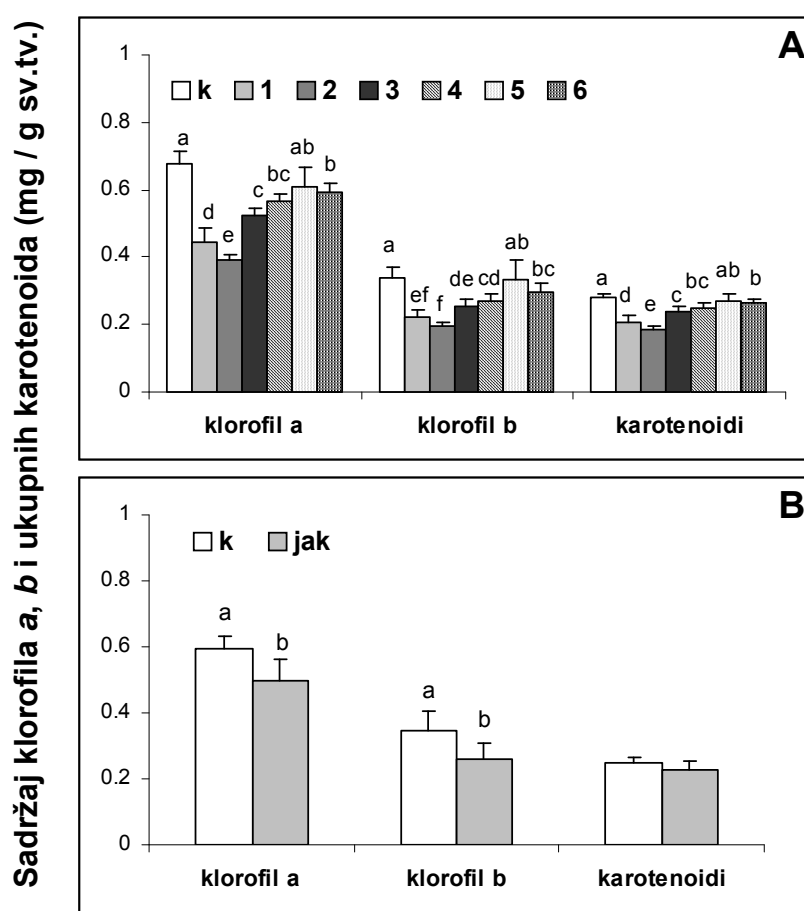 Sadržaj klorofila a, b i ukupnih karotenoida (mg / g sv.tv.)
A
1
0.8
0.6
0.4
0.2
0
k 1 2 3 4 5 6
a d e c bc ab b
a ef f de cd ab bc
a d e c bc ab b
klorofil a klorofil b karotenoidi
B
1
0.8
0.6
0.4
0.2
0
k jak
a b
a b
klorofil a klorofil b karotenoidi